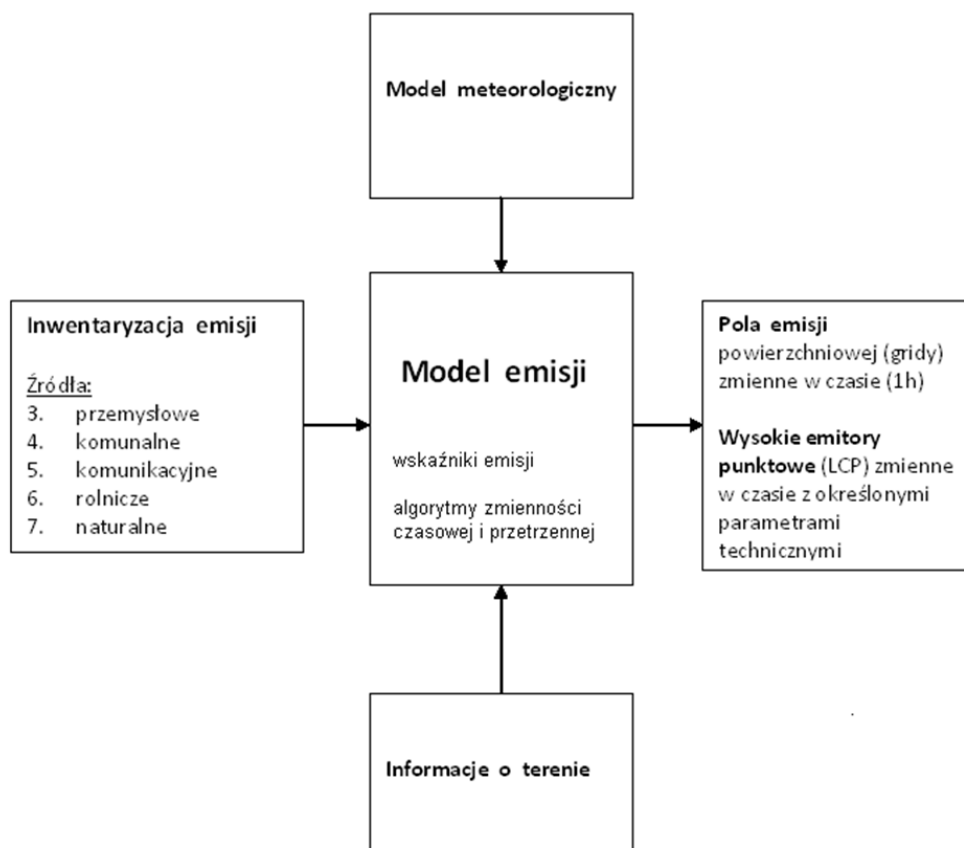 Model meteorologiczny
Inwentaryzacja emisji
Źródła:
3. przemysłowe
4. komunalne
5. komunikacyjne
6. rolnicze
7. naturalne
Model emisji
wskaźniki emisji
algorytmy zmienności
czasowej i przetrzennej
Pola emisji
powierzchniowej (gridy)
zmienne w czasie (1h)
Wysokie emitory
punktowe (LCP) zmienne
w czasie z określonymi
parametrami
technicznymi
Informacje o terenie